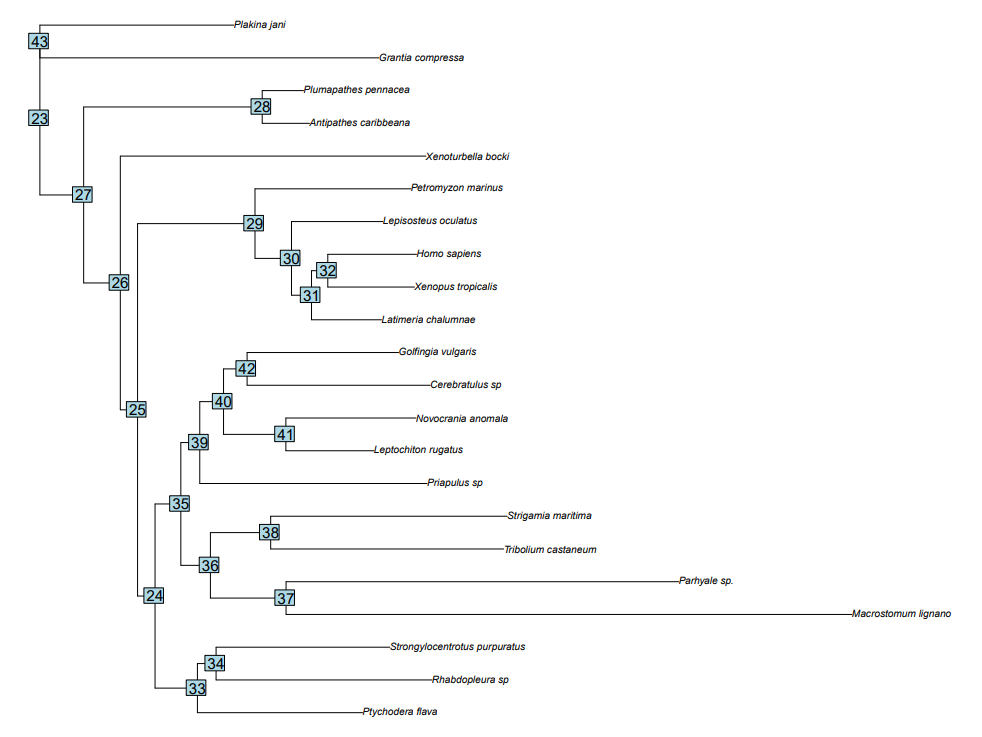 Plakina jani
43
Grantia compressa
Plumapathes pennacea
28
23
Antipathes caribbeana
Xenoturbella bocki
Petromyzon marinus
27
Lepisosteus oculatus
29
Homo sapiens
30
32
26
Xenopus tropicalis
31
Latimeria chalumnae
Golfingia vulgaris
42
Cerebratulus sp
40
25
Novocrania anomala
41
39
Leptochiton rugatus
Priapulus sp
35
Strigamia maritima
38
Tribolium castaneum
36
Parhyale sp.
24
37
Macrostomum lignano
Strongylocentrotus purpuratus
34
Rhabdopleura sp
33
Ptychodera flava